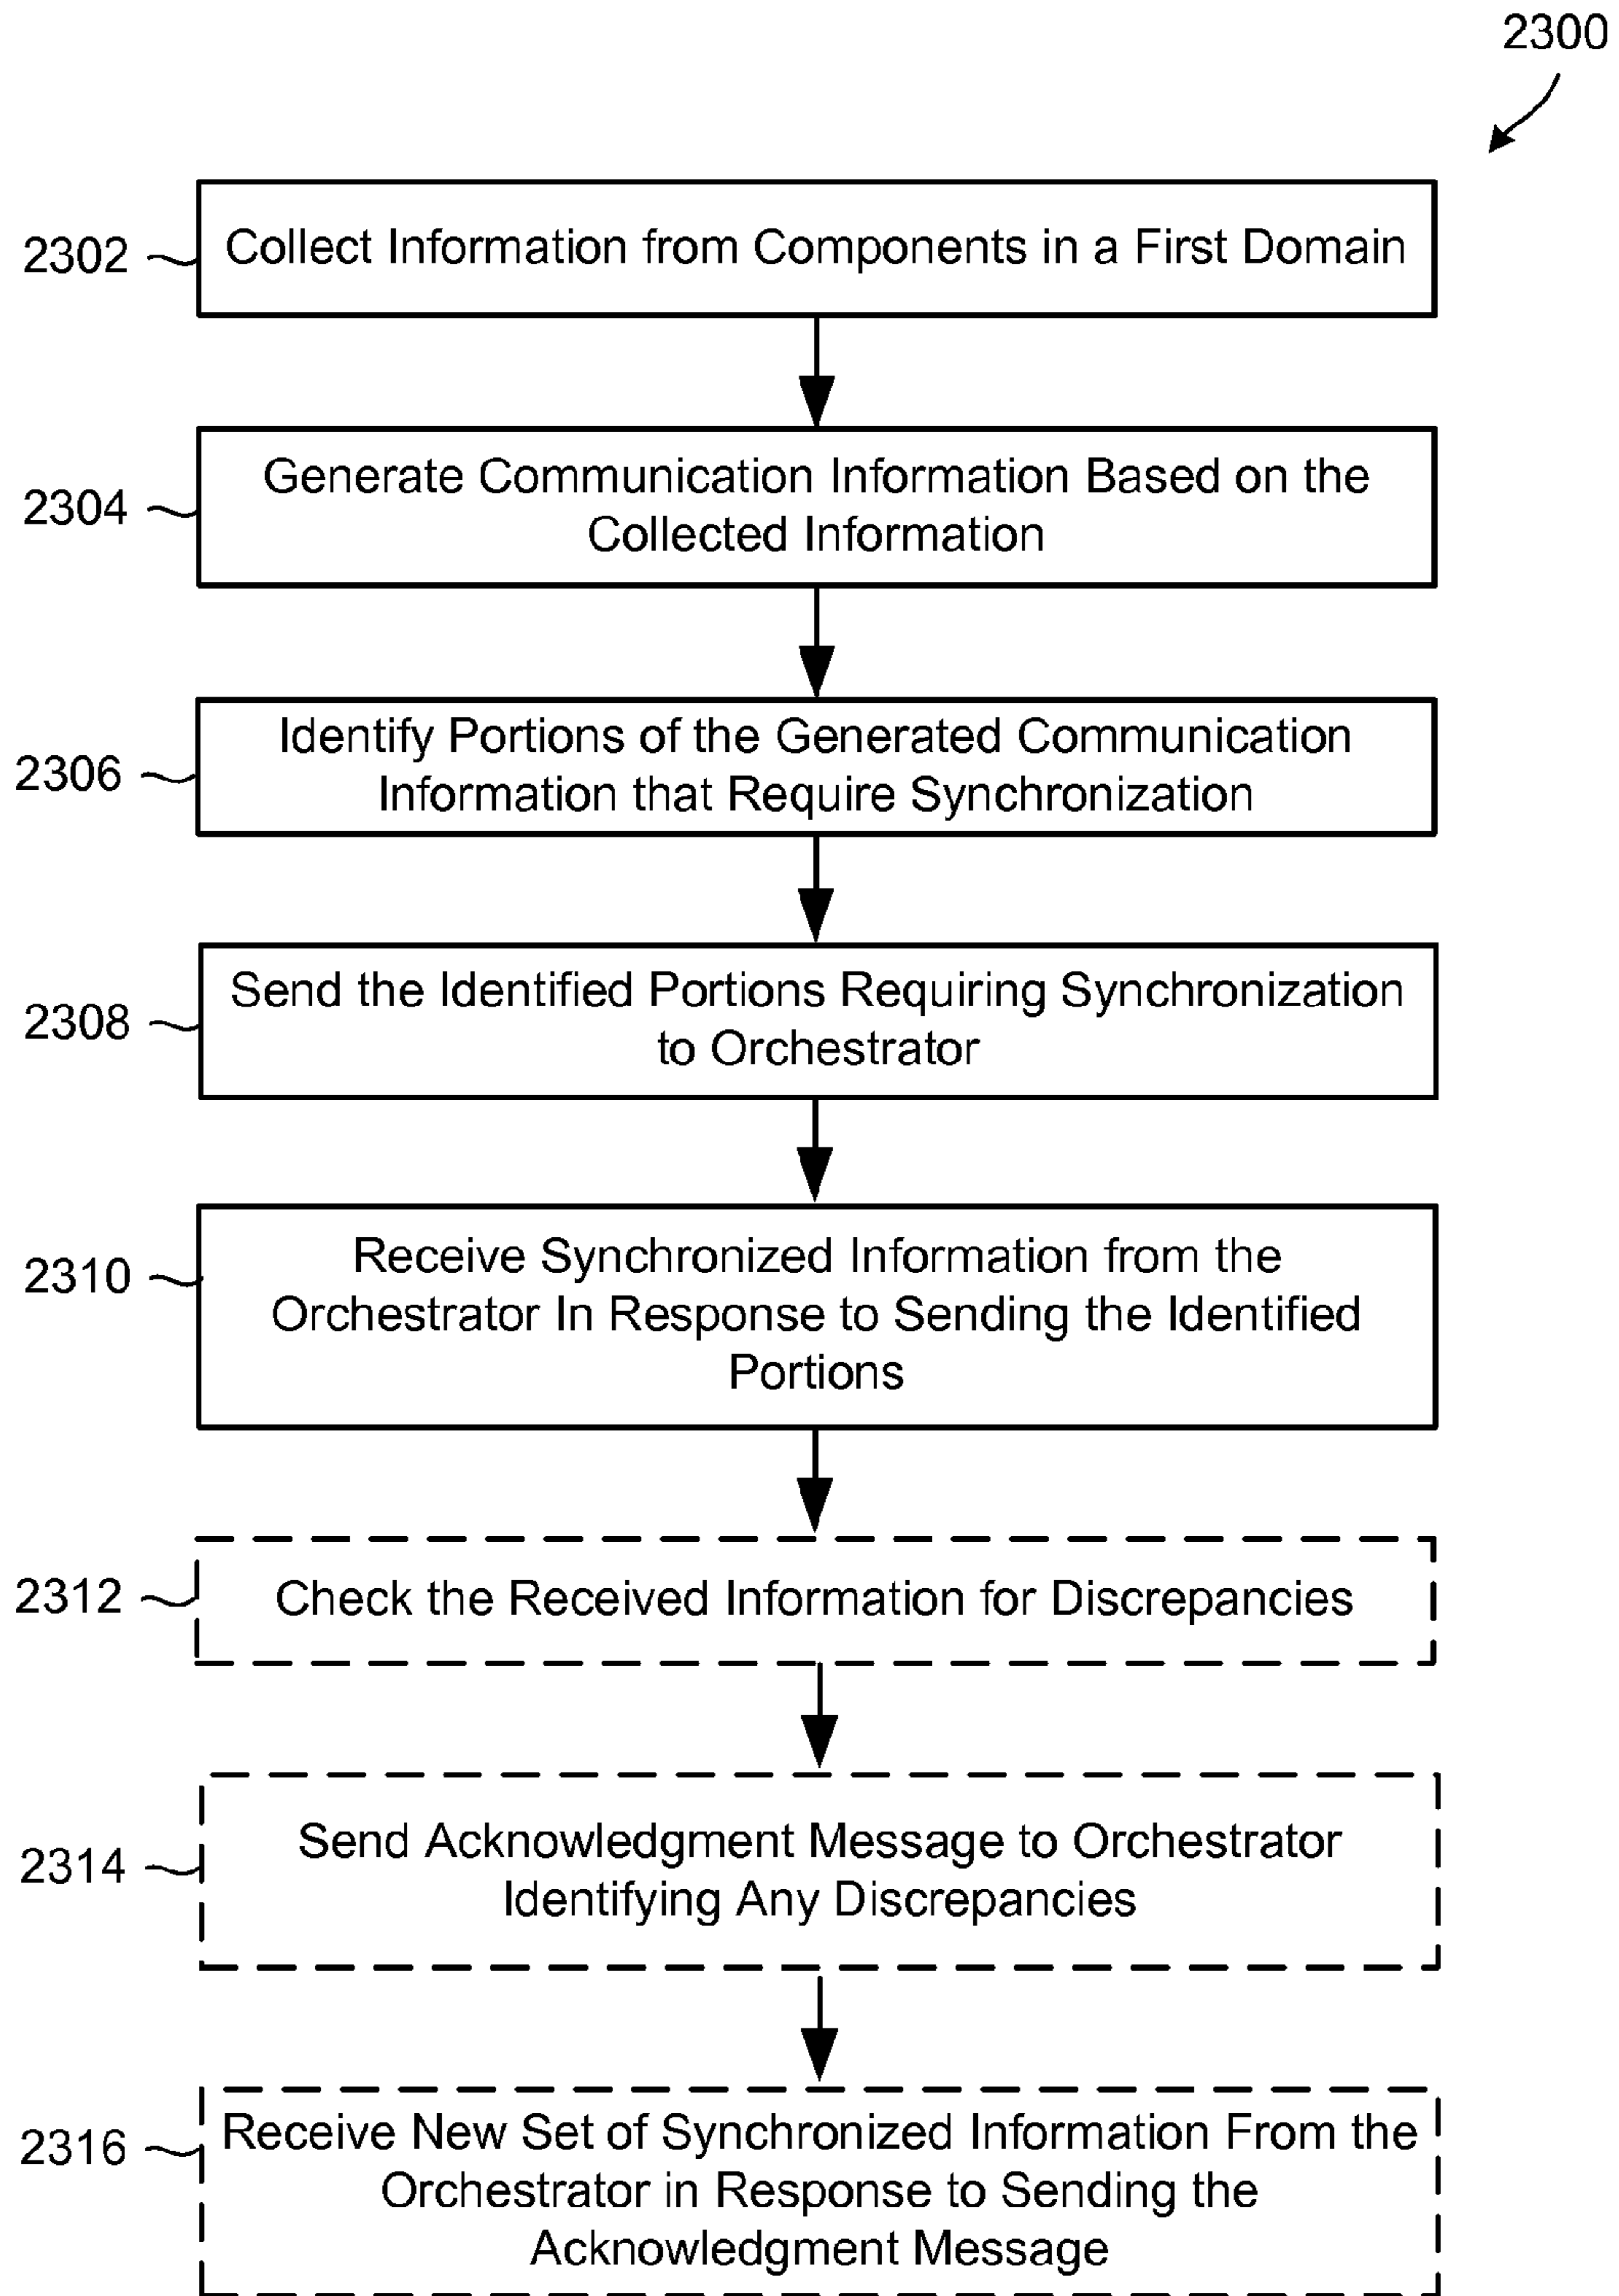 2300
2302
Collect Information from Components in a First Domain
2304
Generate Communication Information Based on the
Collected Information
2306
Identify Portions of the Generated Communication
Information that Require Synchronization
2308
Send the Identified Portions Requiring Synchronization
to Orchestrator
2310
Receive Synchronized Information from the
Orchestrator In Response to Sending the Identified
Portions
2312
Check the Received Information for Discrepancies
2314
Send Acknowledgment Message to Orchestrator
Identifying Any Discrepancies
2316
Receive New Set of Synchronized Information From the
Orchestrator in Response to Sending the
Acknowledgment Message